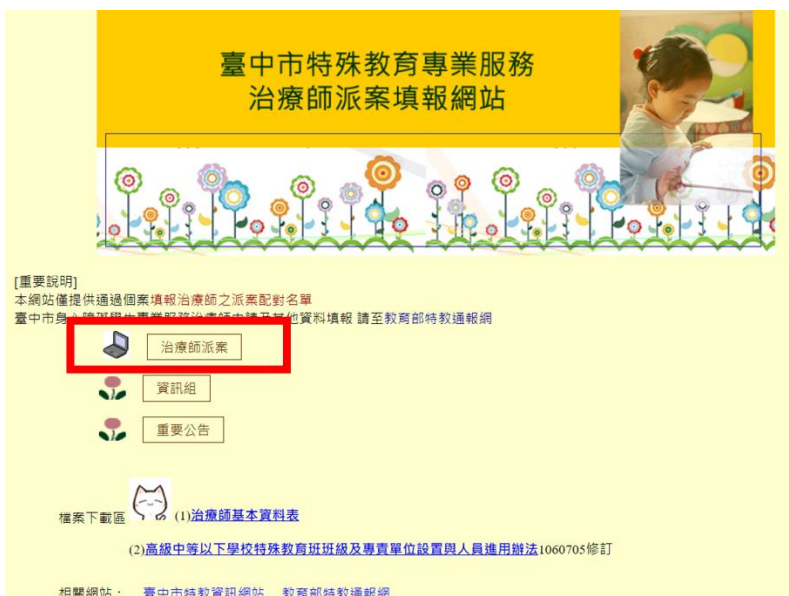 臺中市特殊教育專業服務
治療師派案填報網站
[重要說明]
本網站僅提供通過個案填報治療師之派案配對名單
臺中市身心障礙學生專業服務治療師申請及其他資料填報 請至教育部特教通報網
治療師派案
資訊組
重要公告
檔案下載區 (1)治療師基本資料表
(2)高級中等以下學校特殊教育班班級及專責單位設置與人員進用辦法1060705修訂
相關網站： 臺中市特教資訊網站 教育部特教通報網